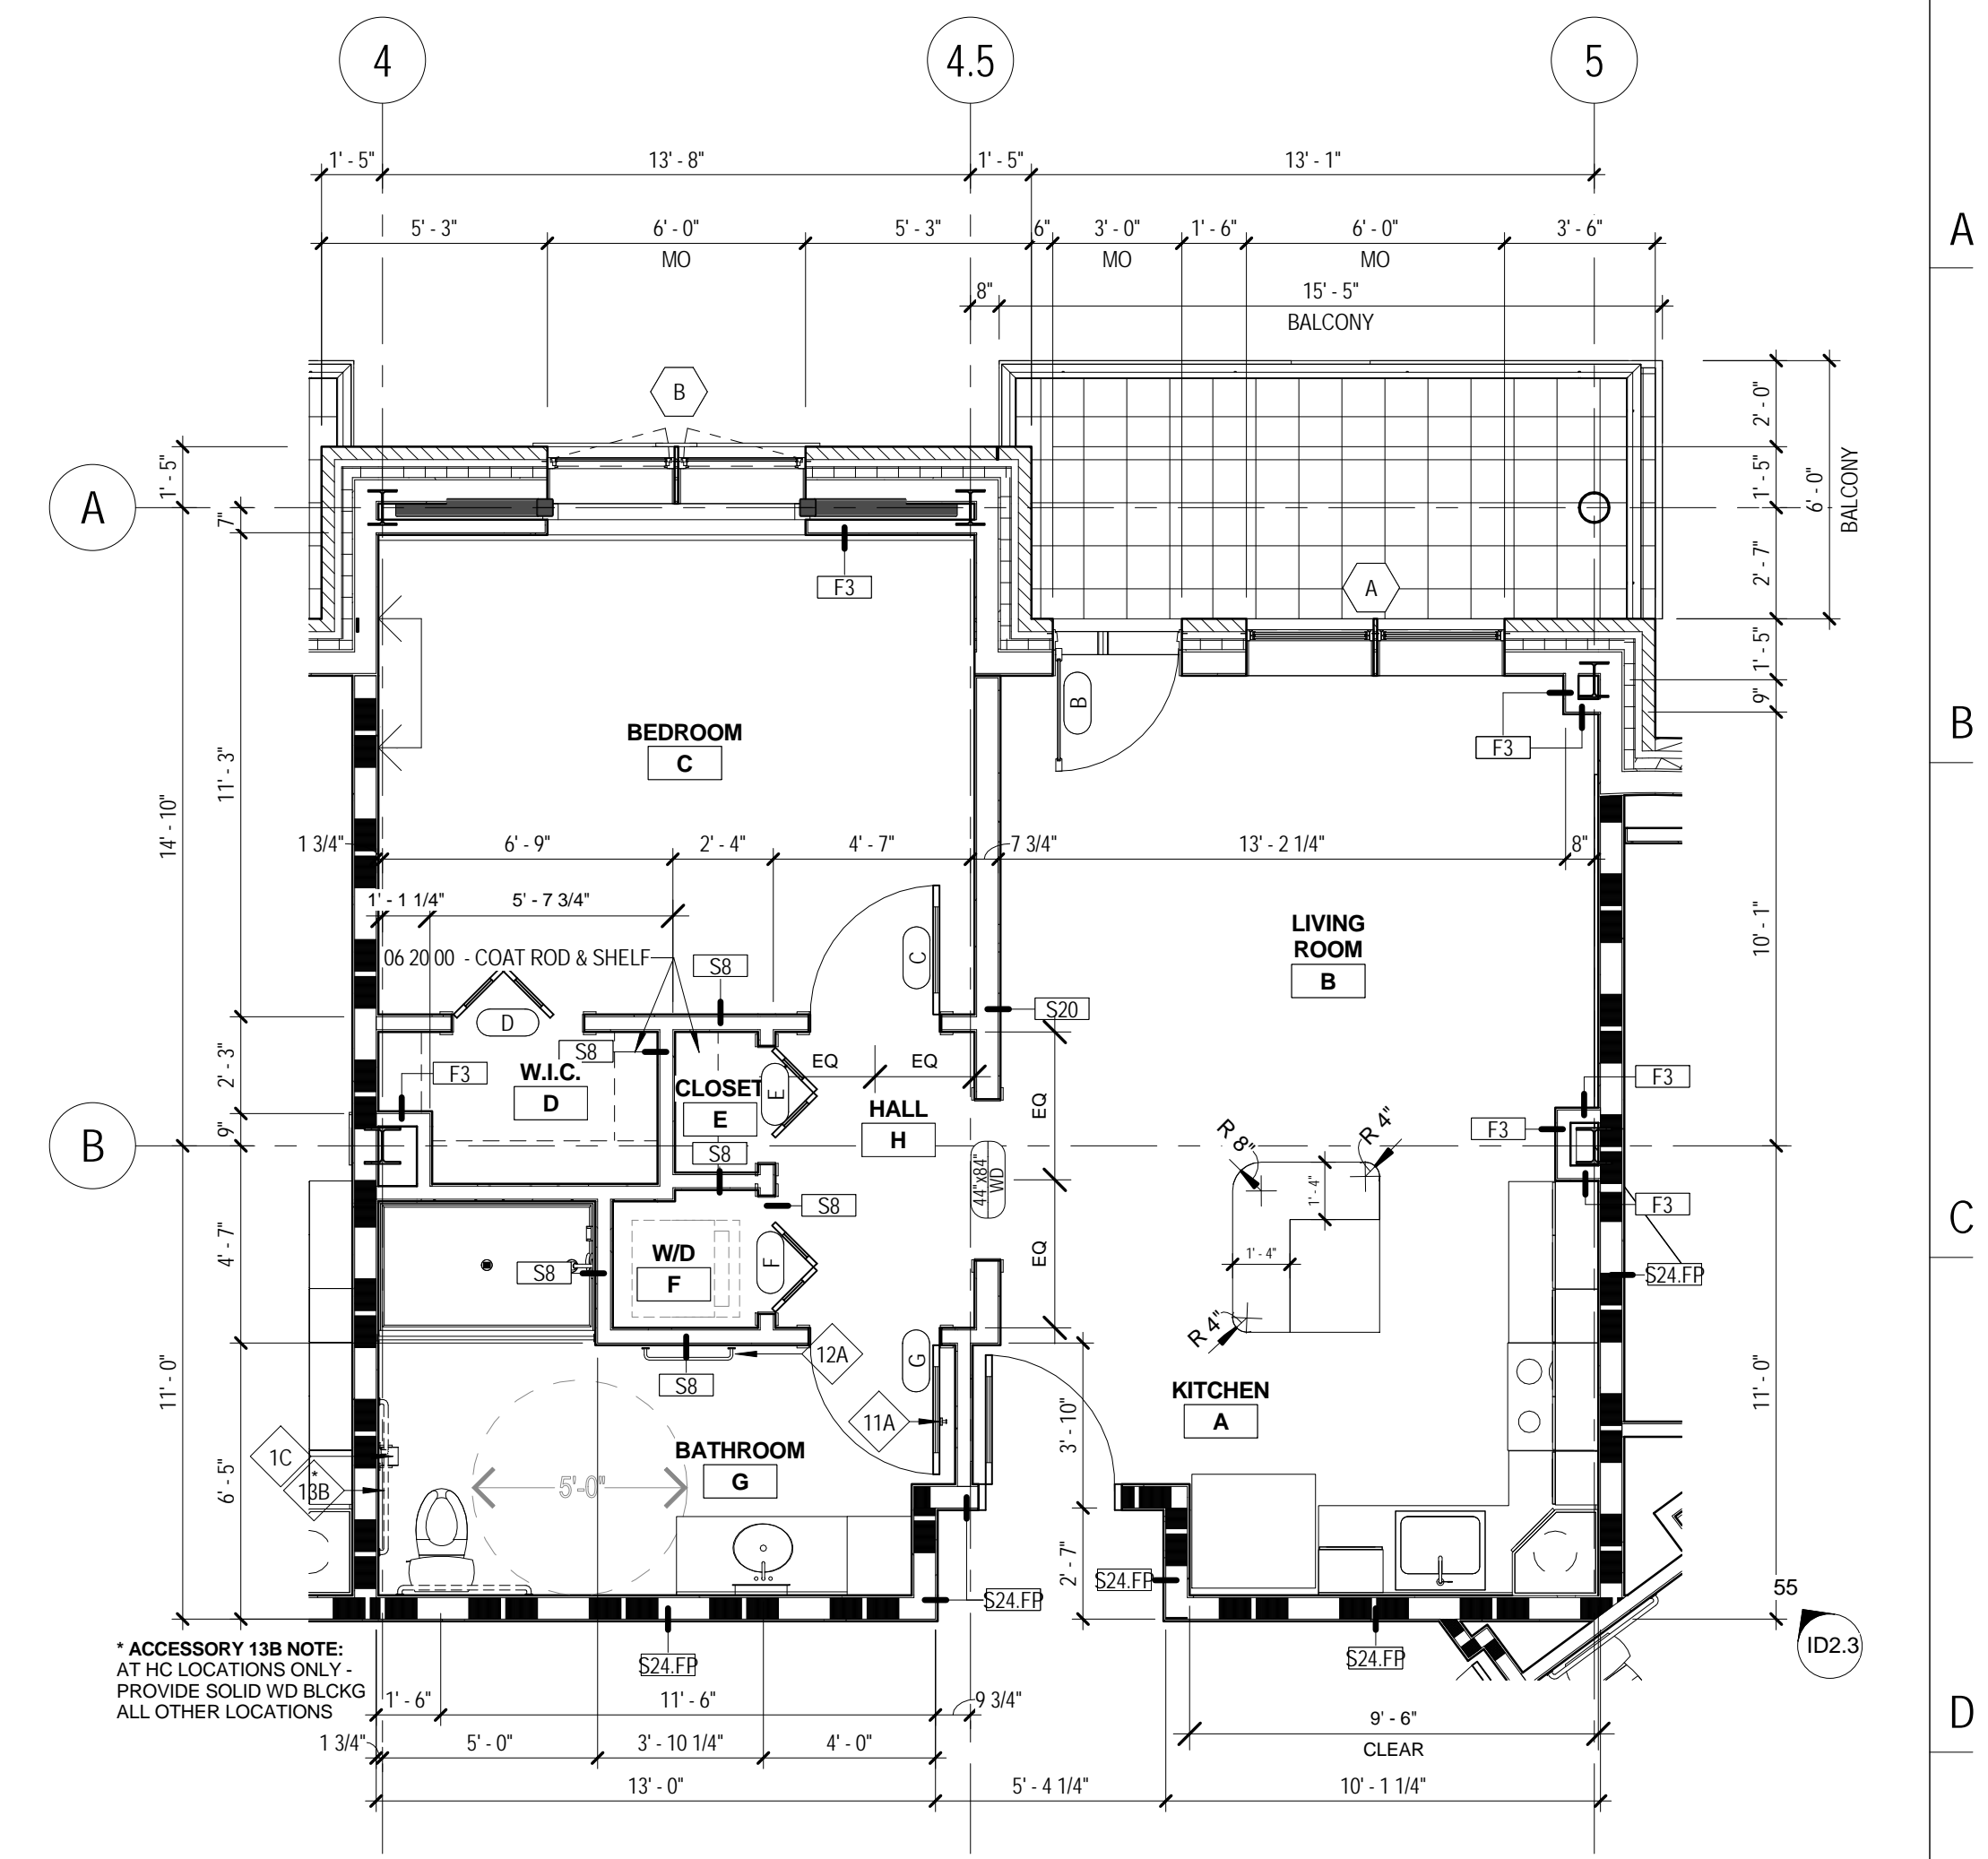 4
4.5
5
1' - 5"
13' - 8"
1' - 5"
13' - 1"
A
5' - 3"
6' - 0"
5' - 3"
6"
3' - 0"
1' - 6"
6' - 0"
3' - 6"
MO
MO
MO
8"
15' - 5"
BALCONY
B
2' - 0"
1' - 5"
1' - 5"
6' - 0"
BALCONY
A
7"
2' - 7"
F3
A
1' - 5"
9"
B
F3
B
BEDROOM
C
11' - 3"
14' - 10"
1 3/4"
6' - 9"
2' - 4"
4' - 7"
7 3/4"
13' - 2 1/4"
8"
1' - 1 1/4"
5' - 7 3/4"
LIVING
ROOM
B
10' - 1"
06 20 00 - COAT ROD & SHELF
S8
C
S20
D
S8
EQ
EQ
2' - 3"
F3
W.I.C.
D
CLOSET
E
E
HALL
H
EQ
F3
F3
R 8"
R 4"
B
9"
S8
44"x84"
WD
1' - 4"
S8
F3
C
4' - 7"
W/D
F
F
S8
EQ
1' - 4"
S24.FP
R 4"
12A
G
S8
11' - 0"
11' - 0"
KITCHEN
A
11A
3' - 10"
1C
*
13B
6' - 5"
5'-0"
BATHROOM
G
2' - 7"
S24.FP
S24.FP
55
ID2.3
* ACCESSORY 13B NOTE:
AT HC LOCATIONS ONLY -
PROVIDE SOLID WD BLCKG
ALL OTHER LOCATIONS
S24.FP
S24.FP
1' - 6"
11' - 6"
9 3/4"
9' - 6"
CLEAR
D
1 3/4"
5' - 0"
3' - 10 1/4"
4' - 0"
13' - 0"
5' - 4 1/4"
10' - 1 1/4"